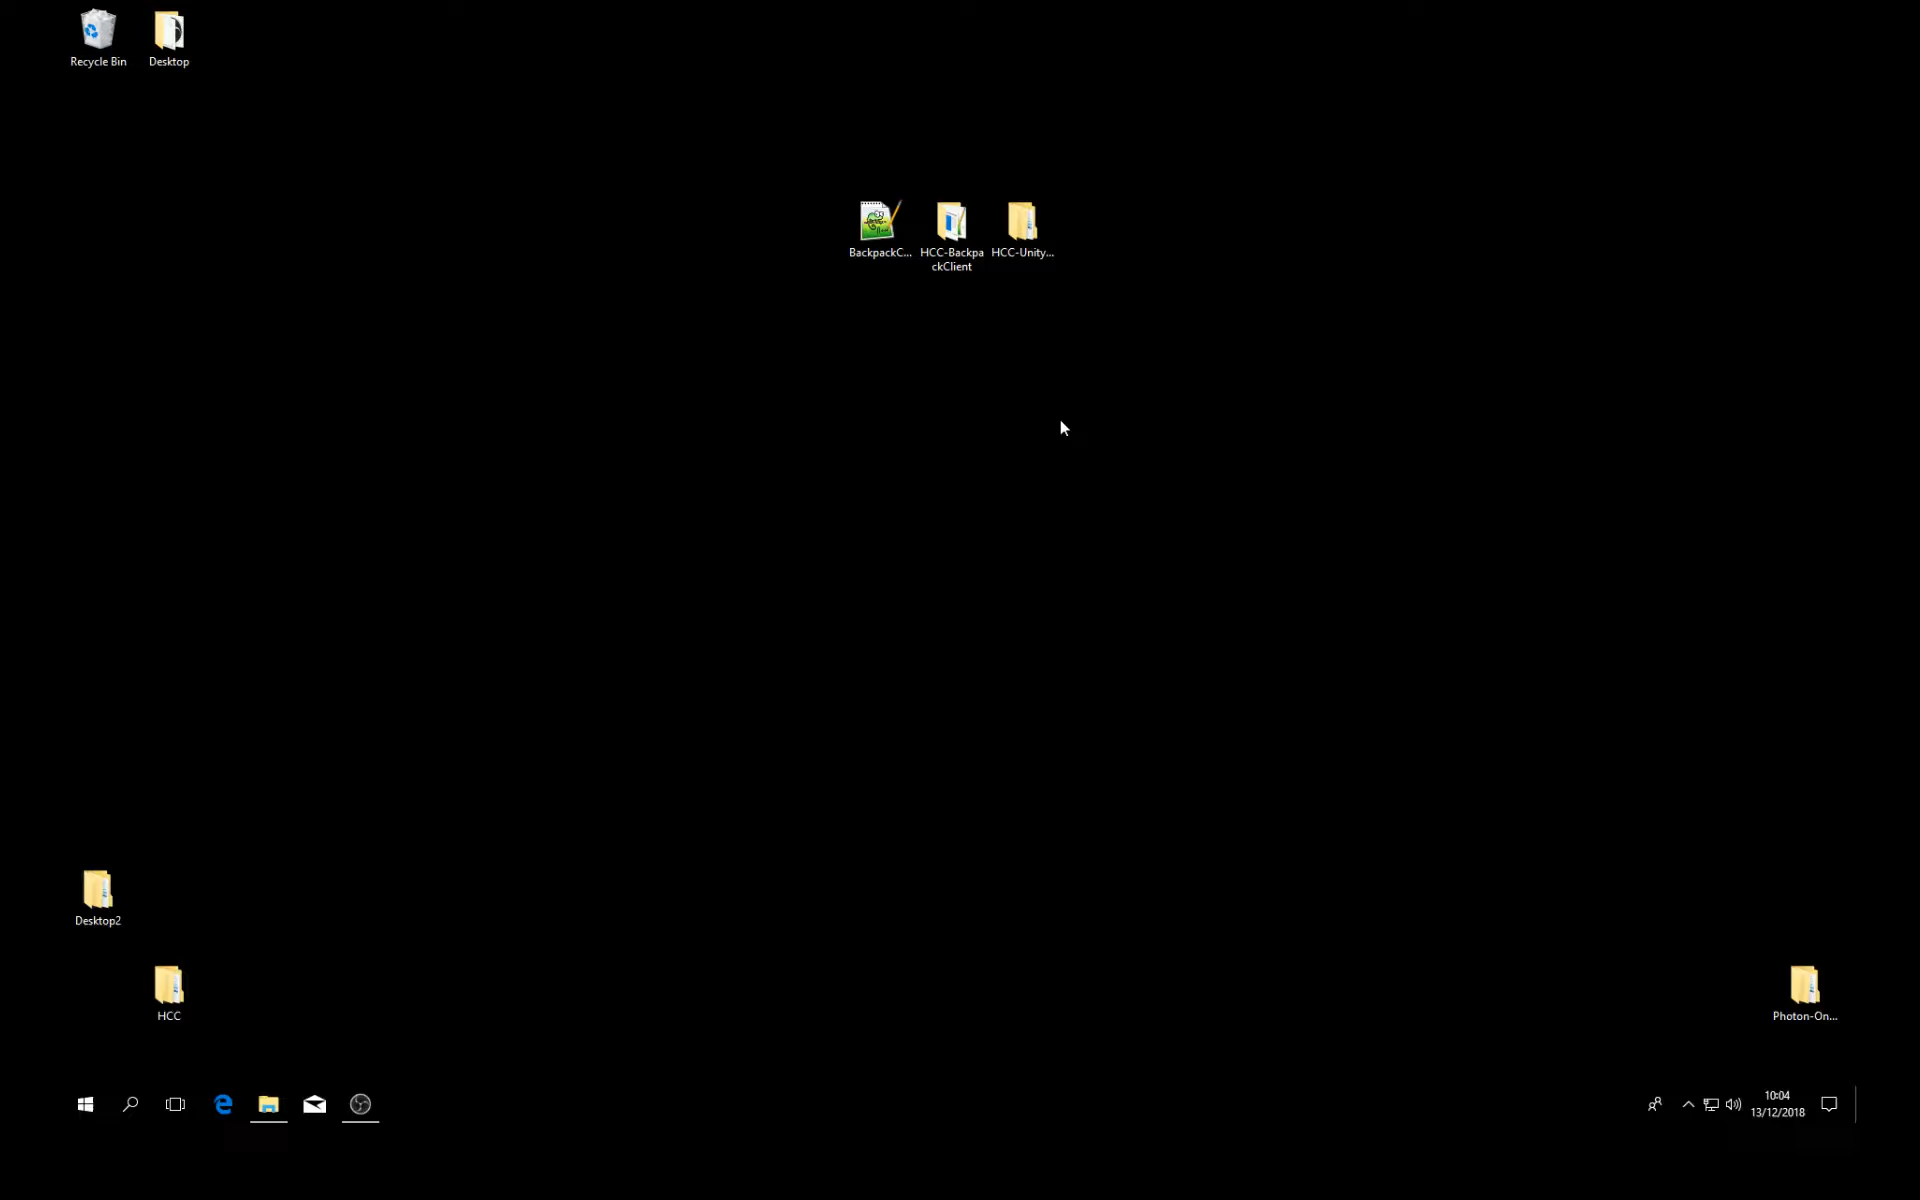 Recycle Bin
Desktop
BackpackC...
HCC-Backpa
ckClient
HCC-Unity...
Desktop2
HCC
Photon-On...
10:04
13/12/2018